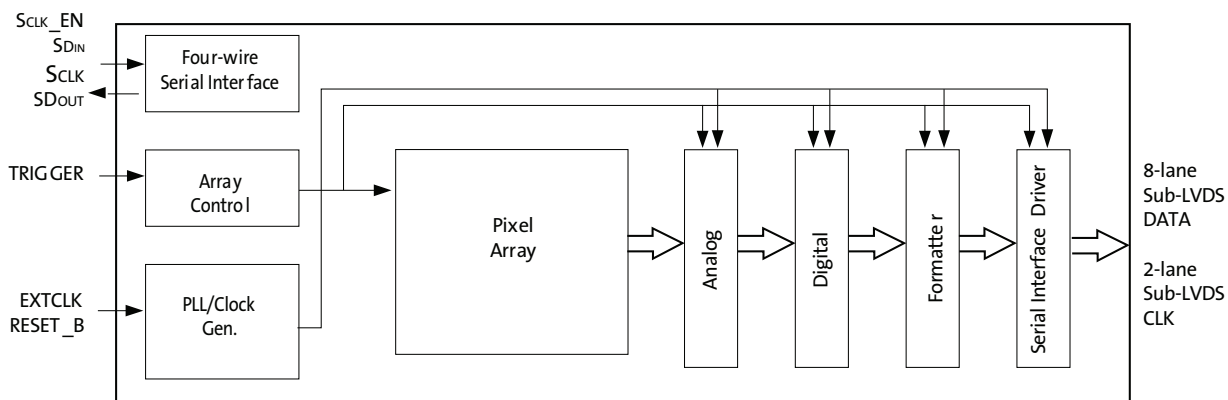 SCLK_EN
SDIN
SCLK
SDOUT
Four-wire
Serial Interface
TRIGGER
Array
Control
EXTCLK
RESET_B
PLL/Clock
Gen.
Pixel
Array
Analog
Digital
Formatter
Serial Interface Driver
8-lane
Sub-LVDS
DATA
2-lane
Sub-LVDS
CLK